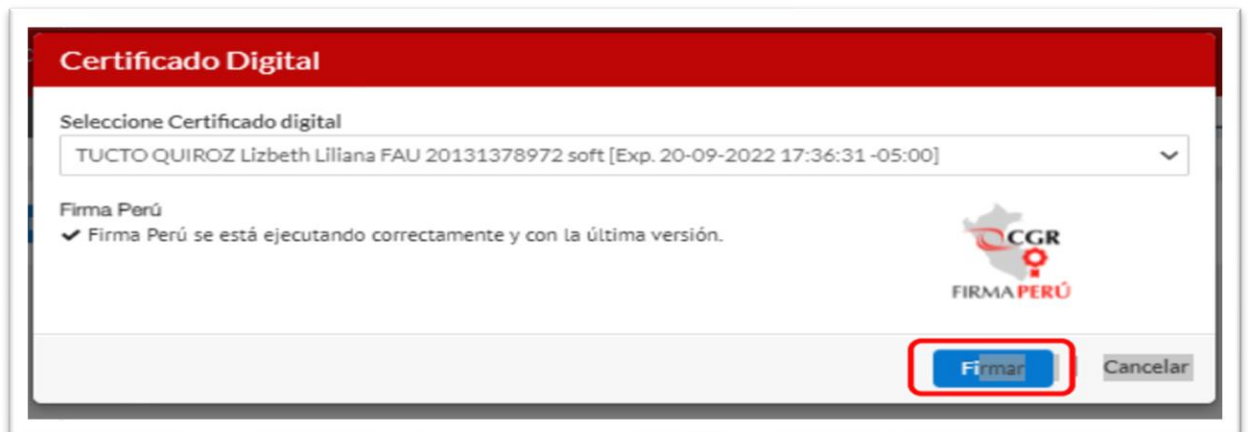 Certificado Digital
Seleccione Certificado digital
TUCTO QUIROZ Lizbeth Liliana FAU 20131378972 soft [Exp. 20-09-2022 17:36:31 -05:00]
Firma Perú
✔ Firma Perú se está ejecutando correctamente y con la última versión.
CGR
FIRMA PERÚ
Firmar
Cancelar